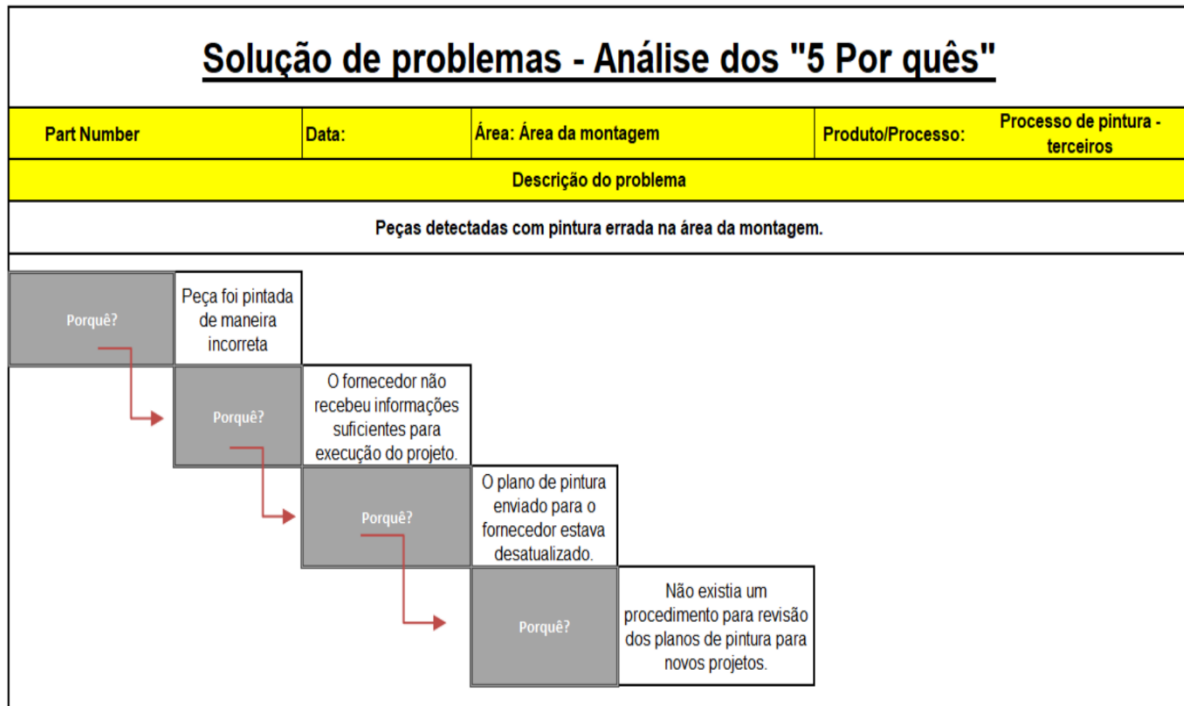 Solução de problemas - Análise dos "5 Por quês"
Part Number
Data:
Área: Área da montagem
Produto/Processo:
Processo de pintura -
terceiros
Descrição do problema
Peças detectadas com pintura errada na área da montagem.
Porquê?
Peça foi pintada
de maneira
incorreta
Porquê?
O fornecedor não
recebeu informações
suficientes para
execução do projeto.
Porquê?
O plano de pintura
enviado para o
fornecedor estava
desatualizado.
Porquê?
Não existia um
procedimento para revisão
dos planos de pintura para
novos projetos.